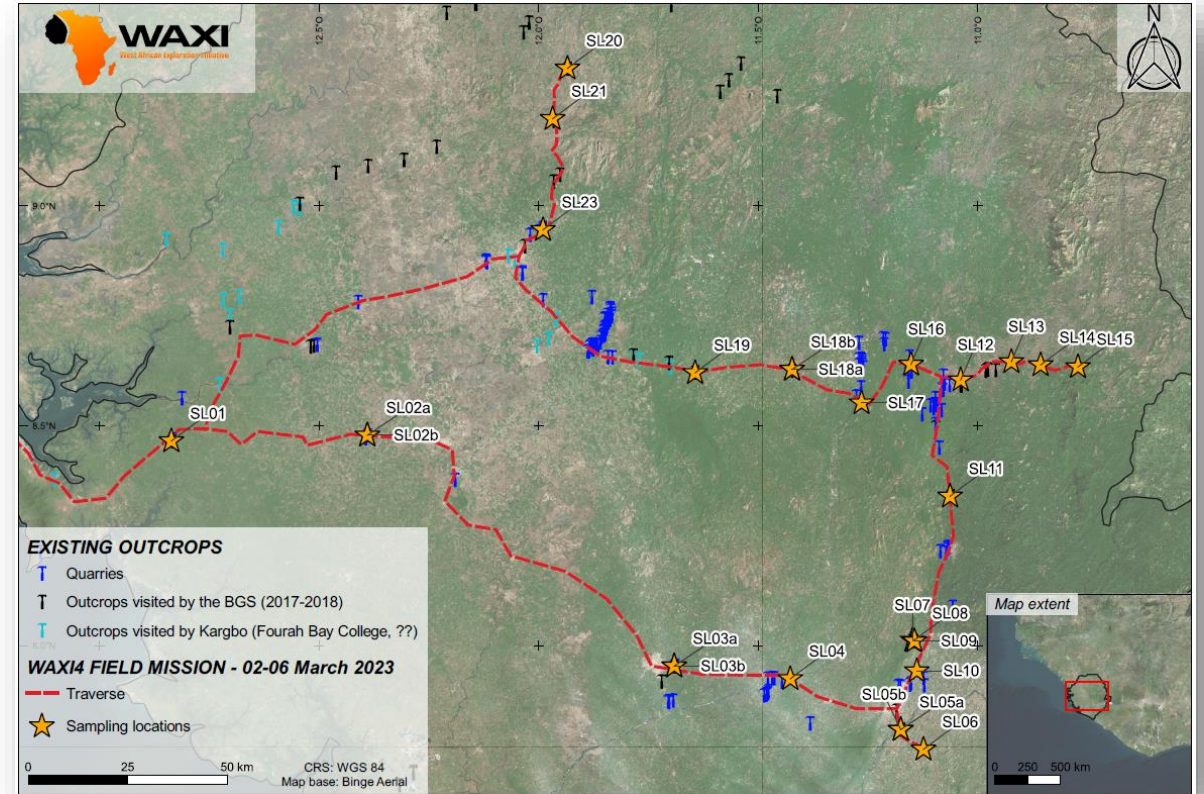 WAXI
West African Exploration Initiative
12.5°O
12.0°O
11.5°O
11.0°O
N
SL20
SL21
9.0°N
SL23
SL16
SL13
SL18b
SL12
SL14
SL15
SL19
SL18a
SL17
SL01
SL02a
8.5°N
SL02b
SL11
SL07
SL08
SL03a
SL09
SL03b
SL04
SL10
SL05b
SL05a
SL06
EXISTING OUTCROPS
Quarries
Outcrops visited by the BGS (2017-2018)
Outcrops visited by Kargbo (Fourah Bay College, ??)
WAXI4 FIELD MISSION - 02-06 March 2023
Traverse
Sampling locations
0 25 50 km
CRS: WGS 84
Map base: Binge Aerial
Map extent
0 250 500 km